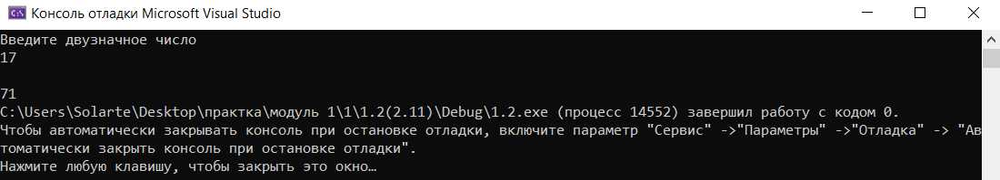 Консоль отладки Microsoft Visual Studio
Введите двузначное число
17
71
C:\Users\Solarte\Desktop\практка\модуль 1\1\1.2(2.11)\Debug\1.2.exe (процесс 14552) завершил работу с кодом 0.
Чтобы автоматически закрывать консоль при остановке отладки, включите параметр "Сервис" ->"Параметры" ->"Отладка" -> "Ав
томатически закрыть консоль при остановке отладки".
Нажмите любую клавишу, чтобы закрыть это окно…